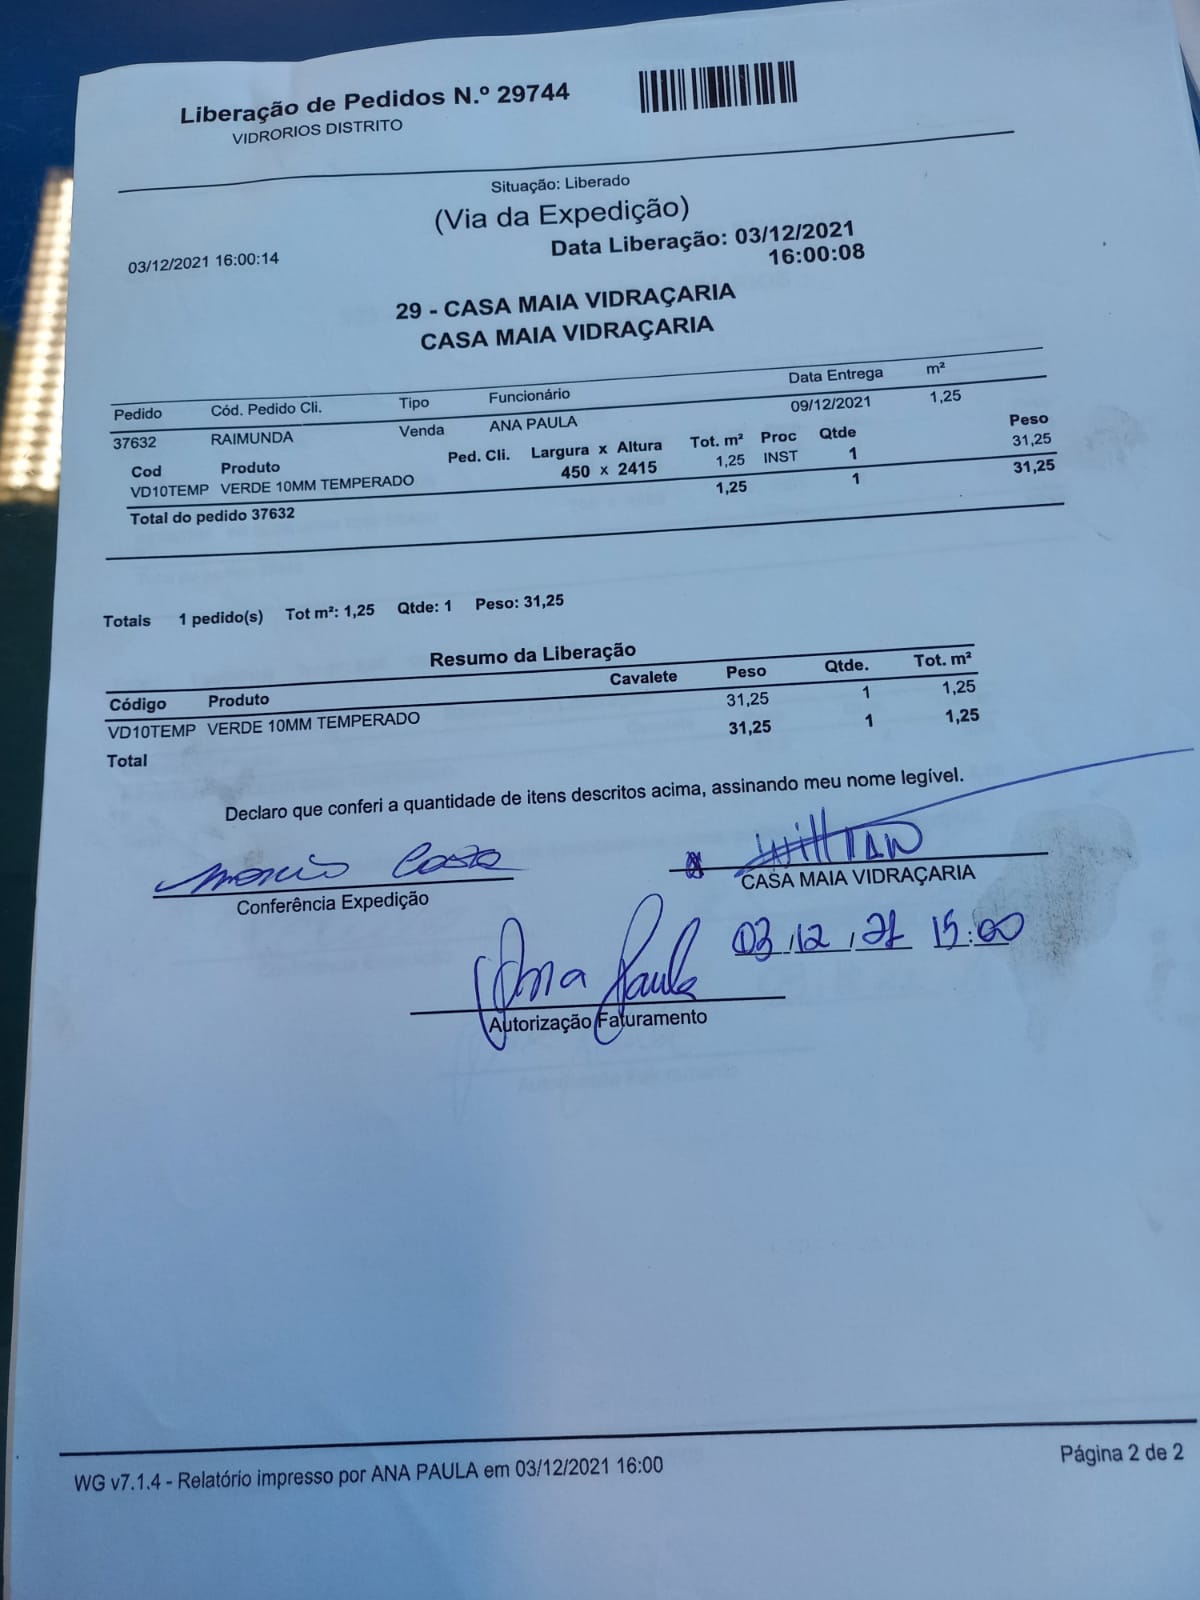 Liberação de Pedidos N.º 29744
VIDRORIOS DISTRITO
Situação: Liberado
(Via da Expedição)
03/12/2021 16:00:14
Data Liberação: 03/12/2021
16:00:08
29 - CASA MAIA VIDRAÇARIA
CASA MAIA VIDRAÇARIA
Pedido Cód. Pedido Cli. Tipo Funcionário Data Entrega m²
37632 RAIMUNDA Venda ANA PAULA 09/12/2021 1,25
Cod Produto Ped. Cli. Largura x Altura Tot. m² Proc Qtde Peso
VD10TEMP VERDE 10MM TEMPERADO 450 x 2415 1,25 INST 1 31,25
Total do pedido 37632 1,25 1 31,25
Totais 1 pedido(s) Tot m²: 1,25 Qtde: 1 Peso: 31,25
Resumo da Liberação
Código Produto Cavalete Peso Qtde. Tot. m²
VD10TEMP VERDE 10MM TEMPERADO 31,25 1 1,25
Total 31,25 1 1,25
Declaro que conferi a quantidade de itens descritos acima, assinando meu nome legível.
Willian
Conferência Expedição
CASA MAIA VIDRAÇARIA
03/12/21 15:00
Ana Paula
Autorização Faturamento
WG v7.1.4 - Relatório impresso por ANA PAULA em 03/12/2021 16:00
Página 2 de 2